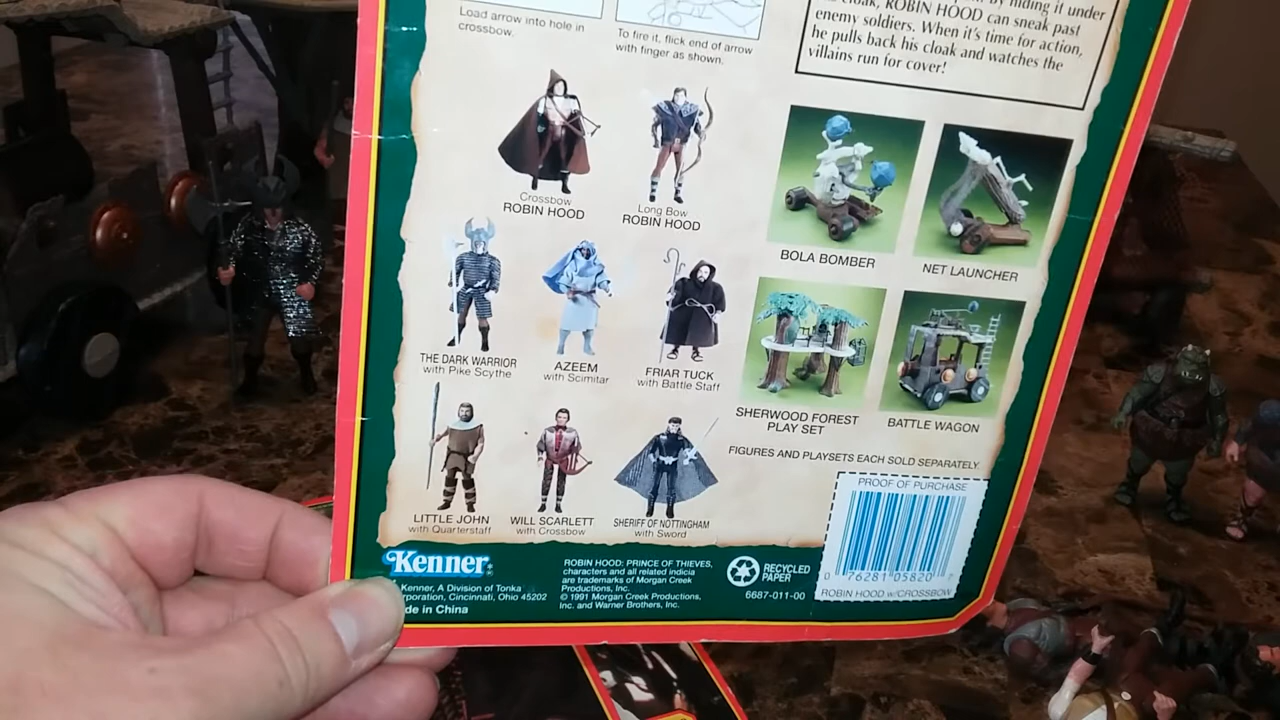 Load arrow into hole in
crossbow.
To fire it, flick end of arrow
with finger as shown.
by hiding it under
cloak, ROBIN HOOD can sneak past
enemy soldiers. When it's time for action,
he pulls back his cloak and watches the
villains run for cover!
Crossbow
ROBIN HOOD
Long Bow
ROBIN HOOD
THE DARK WARRIOR
with Pike Scythe
AZEEM
with Scimitar
FRIAR TUCK
with Battle Staff
LITTLE JOHN
with Quarterstaff
WILL SCARLETT
with Crossbow
SHERIFF OF NOTTINGHAM
with Sword
BOLA BOMBER
NET LAUNCHER
SHERWOOD FOREST
PLAY SET
BATTLE WAGON
FIGURES AND PLAYSETS EACH SOLD SEPARATELY.
PROOF OF PURCHASE
0 76281 05820 7
ROBIN HOOD w/CROSSBOW
Kenner
Kenner, A Division of Tonka
rporation, Cincinnati, Ohio 45202
de in China
ROBIN HOOD: PRINCE OF THIEVES,
characters and all related indicia
are trademarks of Morgan Creek
Productions, Inc.
© 1991 Morgan Creek Productions,
Inc. and Warner Brothers, Inc.
RECYCLED
PAPER
6687-011-00